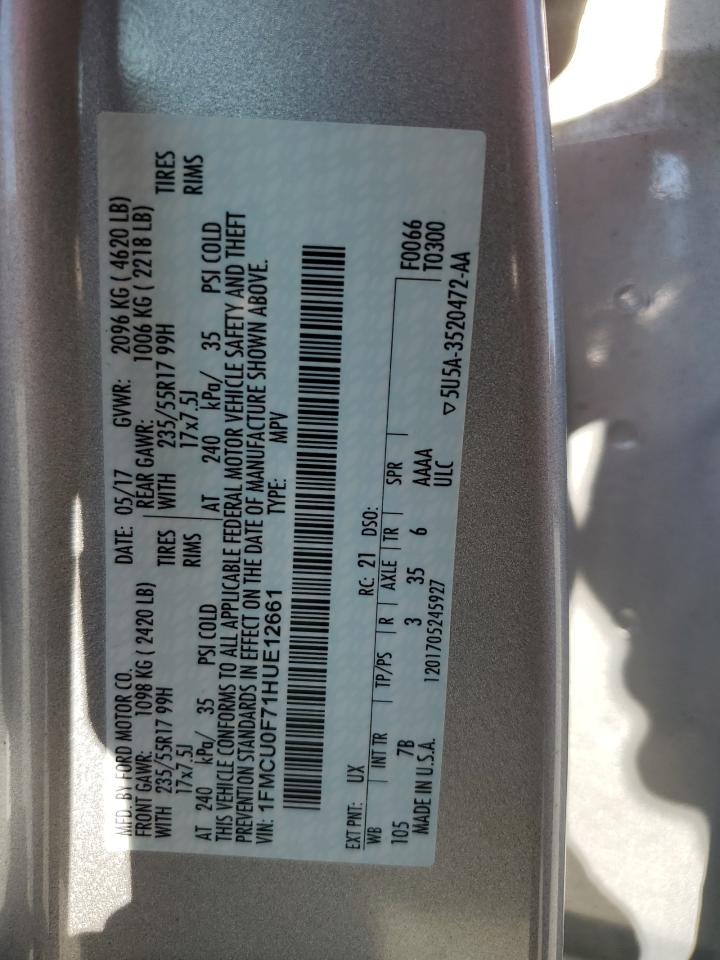 MFD. BY FORD MOTOR CO. DATE: 05/17 GVWR: 2096 KG ( 4620 LB)
FRONT GAWR: 1098 KG ( 2420 LB) REAR GAWR: 1006 KG ( 2218 LB)
WITH 235/55R17 99H TIRES WITH 235/55R17 99H TIRES
17x7.5J RIMS 17x7.5J RIMS
AT 240 kPa/ 35 PSI COLD AT 240 kPa/ 35 PSI COLD
THIS VEHICLE CONFORMS TO ALL APPLICABLE FEDERAL MOTOR VEHICLE SAFETY AND THEFT
PREVENTION STANDARDS IN EFFECT ON THE DATE OF MANUFACTURE SHOWN ABOVE.
VIN: 1FMCU0F71HUE12661 TYPE: MPV
EXT PNT: UX RC: 21 DSO:
WB INT TR TP/PS R AXLE TR SPR F0066
105 7B 3 35 6 AAAA T0300
MADE IN U.S.A. ULC
1201705245927 ▽5U5A-3520472-AA